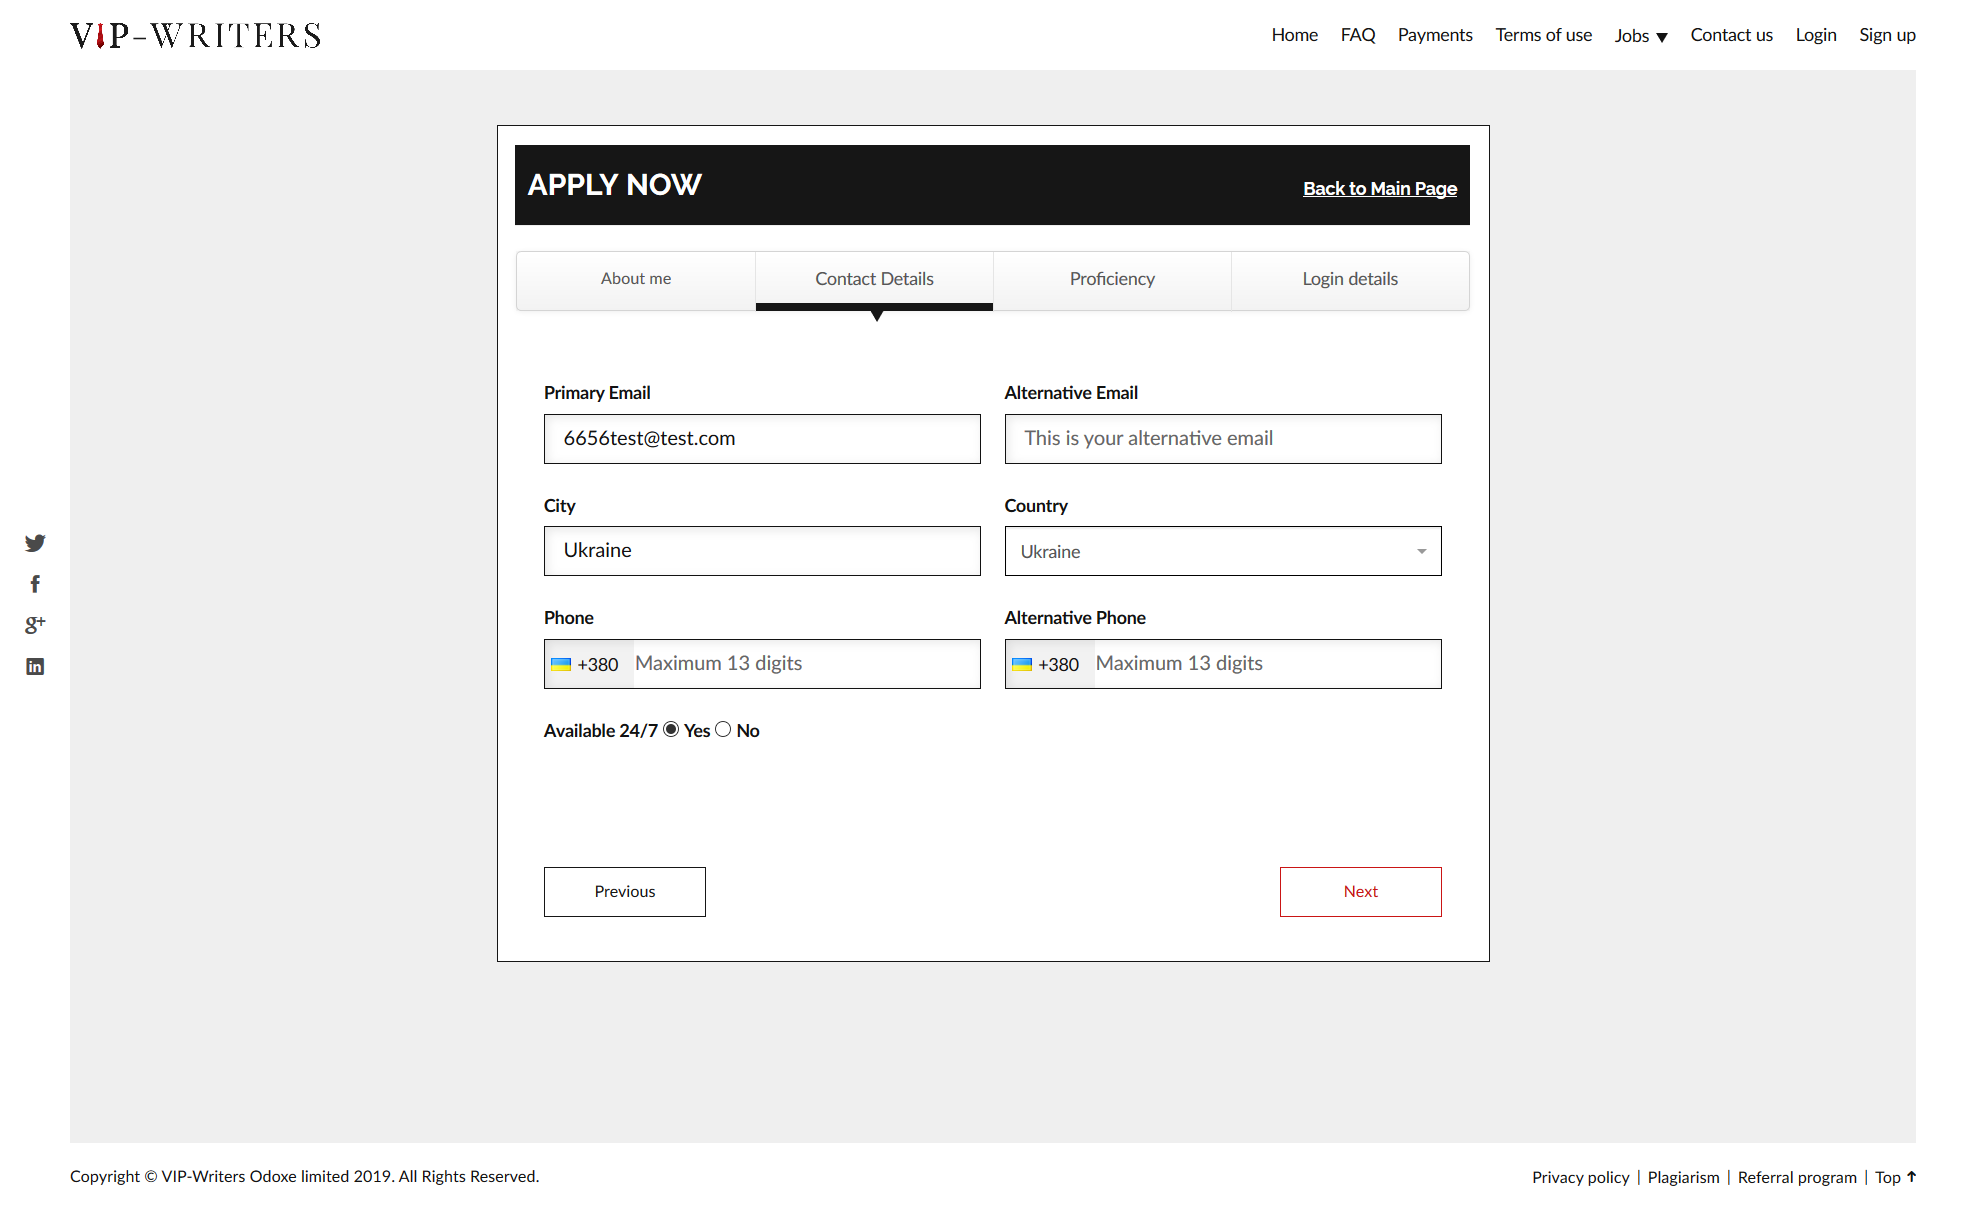 VIP-WRITERS
Home FAQ Payments Terms of use Jobs ▼ Contact us Login Sign up
APPLY NOW
Back to Main Page
About me Contact Details Proficiency Login details
Primary Email Alternative Email
6656test@test.com This is your alternative email
City Country
Ukraine Ukraine
Phone Alternative Phone
+380 Maximum 13 digits +380 Maximum 13 digits
Available 24/7 Yes No
Previous Next
Copyright © VIP-Writers Odoxe limited 2019. All Rights Reserved.
Privacy policy | Plagiarism | Referral program | Top